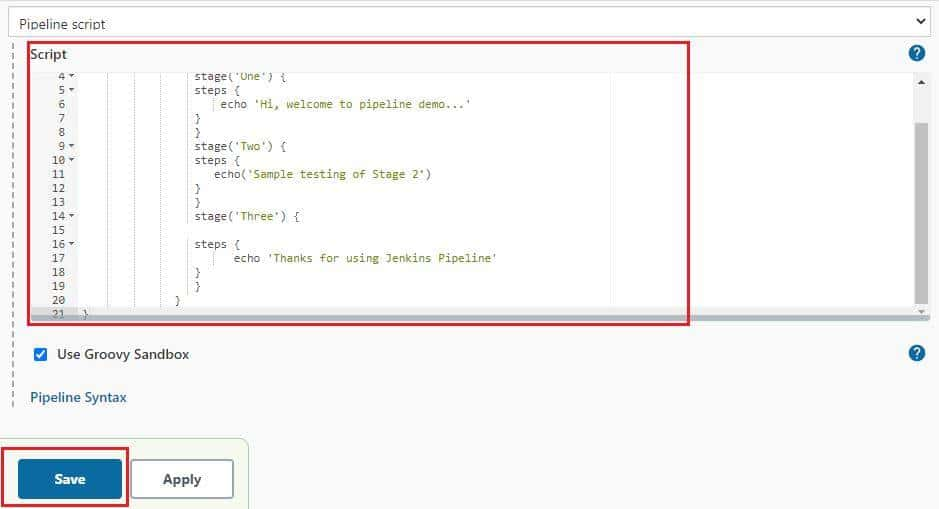 Pipeline script
Script
?
4 stage('One') {
5 steps {
6 echo 'Hi, welcome to pipeline demo...'
7 }
8 }
9 stage('Two') {
10 steps {
11 echo('Sample testing of Stage 2')
12 }
13 }
14 stage('Three') {
15
16 steps {
17 echo 'Thanks for using Jenkins Pipeline'
18 }
19 }
20 }
21 }
Use Groovy Sandbox
?
Pipeline Syntax
Save
Apply